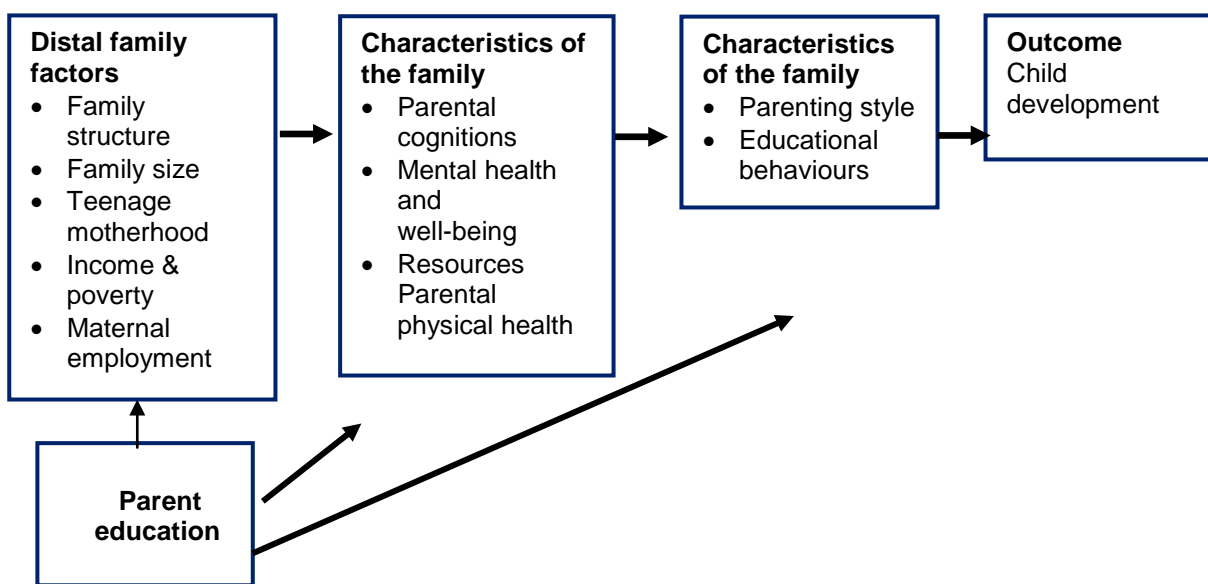 Distal family
factors
• Family
structure
• Family size
• Teenage
motherhood
• Income &
poverty
• Maternal
employment
Characteristics of
the family
• Parental
cognitions
• Mental health
and
well-being
• Resources
Parental
physical health
Characteristics
of the family
• Parenting style
• Educational
behaviours
Outcome
Child
development
Parent
education